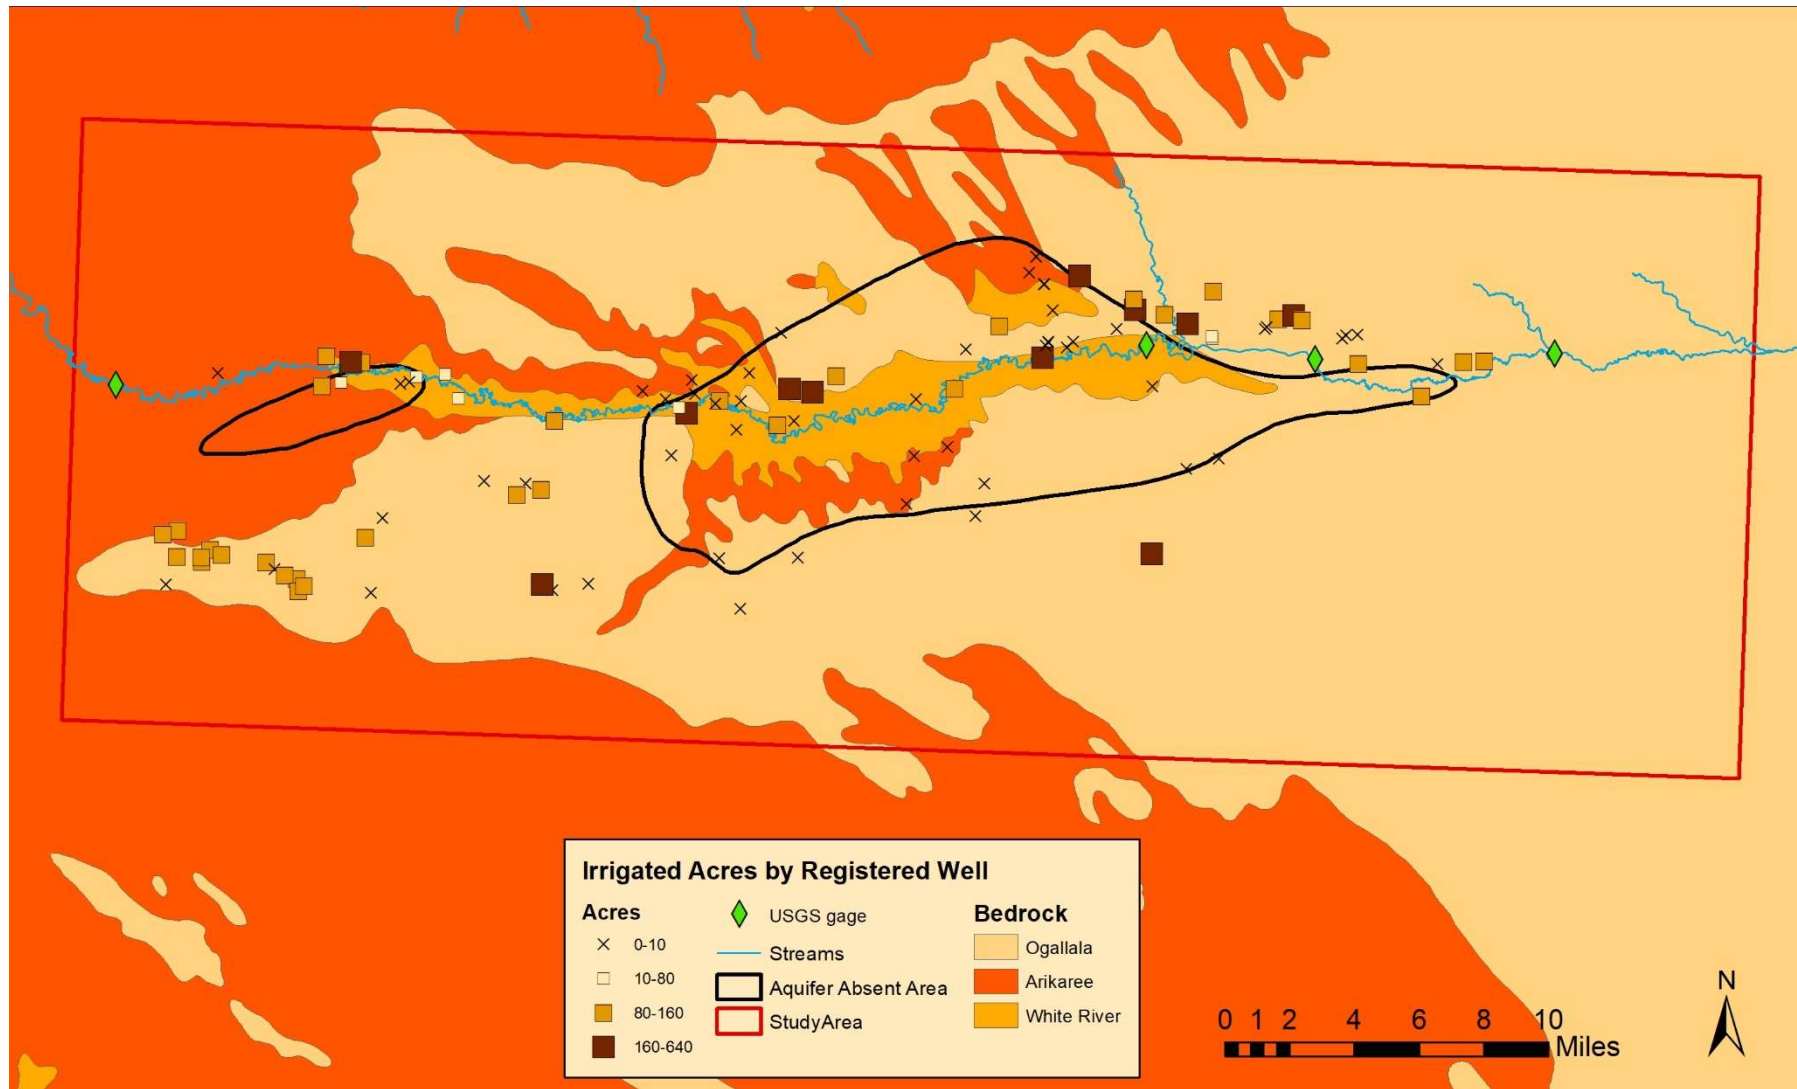 Irrigated Acres by Registered Well
Acres
0-10
10-80
80-160
160-640
USGS gage
Streams
Aquifer Absent Area
StudyArea
Bedrock
Ogallala
Arikaree
White River
0 1 2 4 6 8 10
Miles
N